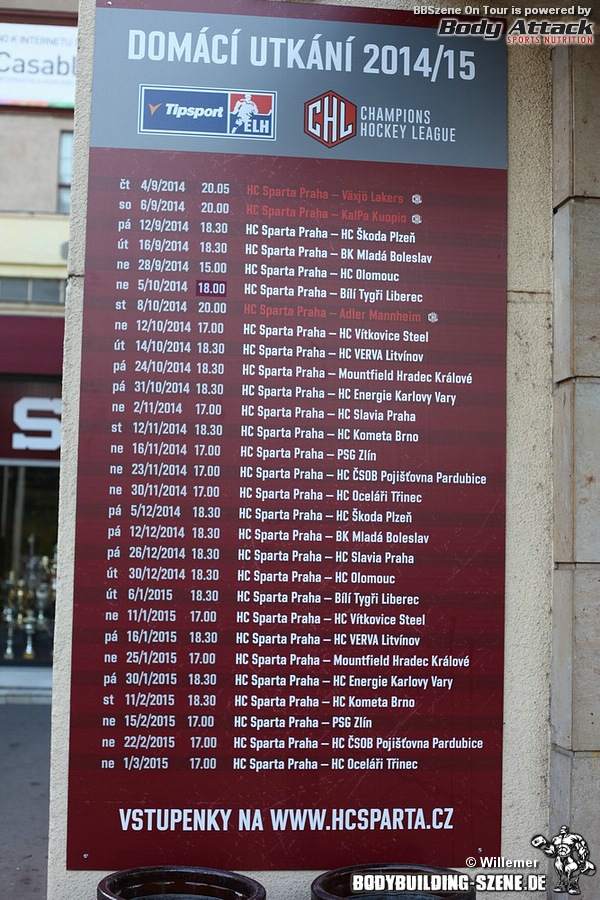 BBSzene On Tour is powered by
Body Attack
SPORTS NUTRITION
O K INTERNETU
Casabl
DOMÁCÍ UTKÁNÍ 2014/15
Tipsport ELH
CHL CHAMPIONS
HOCKEY LEAGUE
čt 4/9/2014 20.05 HC Sparta Praha – Växjö Lakers
so 6/9/2014 20.00 HC Sparta Praha – KalPa Kuopio
pá 12/9/2014 18.30 HC Sparta Praha – HC Škoda Plzeň
út 16/9/2014 18.30 HC Sparta Praha – BK Mladá Boleslav
ne 28/9/2014 15.00 HC Sparta Praha – HC Olomouc
ne 5/10/2014 18.00 HC Sparta Praha – Bílí Tygři Liberec
st 8/10/2014 20.00 HC Sparta Praha – Adler Mannheim
ne 12/10/2014 17.00 HC Sparta Praha – HC Vítkovice Steel
út 14/10/2014 18.30 HC Sparta Praha – HC VERVA Litvínov
pá 24/10/2014 18.30 HC Sparta Praha – Mountfield Hradec Králové
pá 31/10/2014 18.30 HC Sparta Praha – HC Energie Karlovy Vary
ne 2/11/2014 17.00 HC Sparta Praha – HC Slavia Praha
st 12/11/2014 18.30 HC Sparta Praha – HC Kometa Brno
ne 16/11/2014 17.00 HC Sparta Praha – PSG Zlín
ne 23/11/2014 17.00 HC Sparta Praha – HC ČSOB Pojišťovna Pardubice
ne 30/11/2014 17.00 HC Sparta Praha – HC Oceláři Třinec
pá 5/12/2014 18.30 HC Sparta Praha – HC Škoda Plzeň
pá 12/12/2014 18.30 HC Sparta Praha – BK Mladá Boleslav
pá 26/12/2014 18.30 HC Sparta Praha – HC Slavia Praha
út 30/12/2014 18.30 HC Sparta Praha – HC Olomouc
út 6/1/2015 18.30 HC Sparta Praha – Bílí Tygři Liberec
ne 11/1/2015 17.00 HC Sparta Praha – HC Vítkovice Steel
pá 16/1/2015 18.30 HC Sparta Praha – HC VERVA Litvínov
ne 25/1/2015 17.00 HC Sparta Praha – Mountfield Hradec Králové
pá 30/1/2015 18.30 HC Sparta Praha – HC Energie Karlovy Vary
st 11/2/2015 18.30 HC Sparta Praha – HC Kometa Brno
ne 15/2/2015 17.00 HC Sparta Praha – PSG Zlín
ne 22/2/2015 17.00 HC Sparta Praha – HC ČSOB Pojišťovna Pardubice
ne 1/3/2015 17.00 HC Sparta Praha – HC Oceláři Třinec
S
VSTUPENKY NA WWW.HCSPARTA.CZ
© Willemer
BODYBUILDING-SZENE.DE